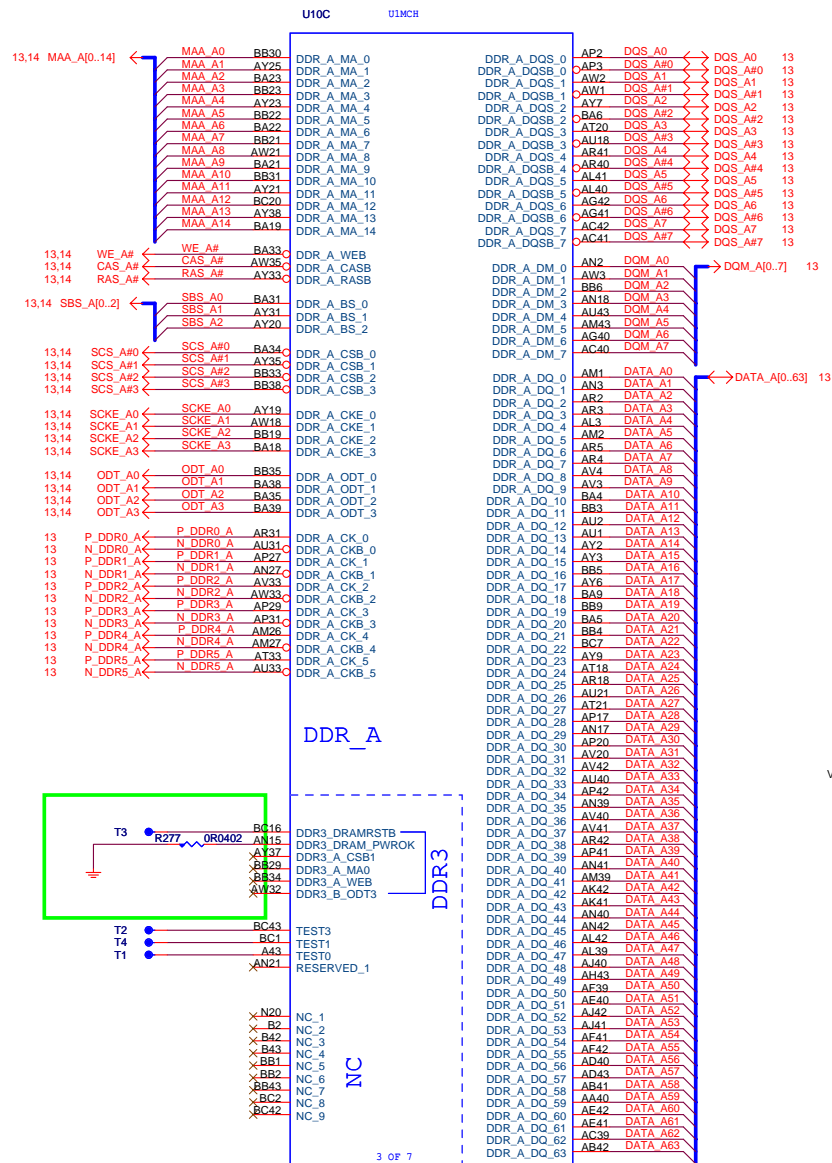 U10C U1MCH
13,14 MAA_A[0..14]
MAA_A0 BB30 DDR_A_MA_0
MAA_A1 AY25 DDR_A_MA_1
MAA_A2 BA23 DDR_A_MA_2
MAA_A3 BB23 DDR_A_MA_3
MAA_A4 AY23 DDR_A_MA_4
MAA_A5 BB22 DDR_A_MA_5
MAA_A6 BA22 DDR_A_MA_6
MAA_A7 BB21 DDR_A_MA_7
MAA_A8 AW21 DDR_A_MA_8
MAA_A9 BA21 DDR_A_MA_9
MAA_A10 BB31 DDR_A_MA_10
MAA_A11 AY21 DDR_A_MA_11
MAA_A12 BC20 DDR_A_MA_12
MAA_A13 AY38 DDR_A_MA_13
MAA_A14 BA19 DDR_A_MA_14
13,14 WE_A# WE_A# BA33 DDR_A_WEB
13,14 CAS_A# CAS_A# AW35 DDR_A_CASB
13,14 RAS_A# RAS_A# AY33 DDR_A_RASB
13,14 SBS_A[0..2]
SBS_A0 BA31 DDR_A_BS_0
SBS_A1 AY31 DDR_A_BS_1
SBS_A2 AY20 DDR_A_BS_2
13,14 SCS_A#0 SCS_A#0 BA34 DDR_A_CSB_0
13,14 SCS_A#1 SCS_A#1 AY35 DDR_A_CSB_1
13,14 SCS_A#2 SCS_A#2 BB33 DDR_A_CSB_2
13,14 SCS_A#3 SCS_A#3 BB38 DDR_A_CSB_3
13,14 SCKE_A0 SCKE_A0 AY19 DDR_A_CKE_0
13,14 SCKE_A1 SCKE_A1 AW18 DDR_A_CKE_1
13,14 SCKE_A2 SCKE_A2 BB19 DDR_A_CKE_2
13,14 SCKE_A3 SCKE_A3 BA18 DDR_A_CKE_3
13,14 ODT_A0 ODT_A0 BB35 DDR_A_ODT_0
13,14 ODT_A1 ODT_A1 BA38 DDR_A_ODT_1
13,14 ODT_A2 ODT_A2 BA35 DDR_A_ODT_2
13,14 ODT_A3 ODT_A3 BA39 DDR_A_ODT_3
13 P_DDR0_A P_DDR0_A AR31 DDR_A_CK_0
13 N_DDR0_A N_DDR0_A AU31 DDR_A_CKB_0
13 P_DDR1_A P_DDR1_A AP27 DDR_A_CK_1
13 N_DDR1_A N_DDR1_A AN27 DDR_A_CKB_1
13 P_DDR2_A P_DDR2_A AV33 DDR_A_CK_2
13 N_DDR2_A N_DDR2_A AW33 DDR_A_CKB_2
13 P_DDR3_A P_DDR3_A AP29 DDR_A_CK_3
13 N_DDR3_A N_DDR3_A AP31 DDR_A_CKB_3
13 P_DDR4_A P_DDR4_A AM26 DDR_A_CK_4
13 N_DDR4_A N_DDR4_A AM27 DDR_A_CKB_4
13 P_DDR5_A P_DDR5_A AT33 DDR_A_CK_5
13 N_DDR5_A N_DDR5_A AU33 DDR_A_CKB_5
DDR_A
T3 BC16 DDR3_DRAMRSTB
R277 0R0402 AN15 DDR3_DRAM_PWROK
AY37 DDR3_A_CSB1
BB29 DDR3_A_MA0
BB34 DDR3_A_WEB
AW32 DDR3_B_ODT3
DDR3
T2 BC43 TEST3
T4 BC1 TEST1
T1 A43 TEST0
AN21 RESERVED_1
N20 NC_1
B2 NC_2
B42 NC_3
B43 NC_4
BB1 NC_5
BB2 NC_6
BB43 NC_7
BC2 NC_8
BC42 NC_9
NC
3 OF 7
DDR_A_DQS_0 AP2 DQS_A0 DQS_A0 13
DDR_A_DQSB_0 AP3 DQS_A#0 DQS_A#0 13
DDR_A_DQS_1 AW2 DQS_A1 DQS_A1 13
DDR_A_DQSB_1 AW1 DQS_A#1 DQS_A#1 13
DDR_A_DQS_2 AY7 DQS_A2 DQS_A2 13
DDR_A_DQSB_2 BA6 DQS_A#2 DQS_A#2 13
DDR_A_DQS_3 AT20 DQS_A3 DQS_A3 13
DDR_A_DQSB_3 AU18 DQS_A#3 DQS_A#3 13
DDR_A_DQS_4 AR41 DQS_A4 DQS_A4 13
DDR_A_DQSB_4 AR40 DQS_A#4 DQS_A#4 13
DDR_A_DQS_5 AL41 DQS_A5 DQS_A5 13
DDR_A_DQSB_5 AL40 DQS_A#5 DQS_A#5 13
DDR_A_DQS_6 AG42 DQS_A6 DQS_A6 13
DDR_A_DQSB_6 AG41 DQS_A#6 DQS_A#6 13
DDR_A_DQS_7 AC42 DQS_A7 DQS_A7 13
DDR_A_DQSB_7 AC41 DQS_A#7 DQS_A#7 13
DQM_A[0..7] 13
DDR_A_DM_0 AN2 DQM_A0
DDR_A_DM_1 AW3 DQM_A1
DDR_A_DM_2 BB6 DQM_A2
DDR_A_DM_3 AN18 DQM_A3
DDR_A_DM_4 AU43 DQM_A4
DDR_A_DM_5 AM43 DQM_A5
DDR_A_DM_6 AG40 DQM_A6
DDR_A_DM_7 AC40 DQM_A7
DATA_A[0..63] 13
DDR_A_DQ_0 AM1 DATA_A0
DDR_A_DQ_1 AN3 DATA_A1
DDR_A_DQ_2 AR2 DATA_A2
DDR_A_DQ_3 AR3 DATA_A3
DDR_A_DQ_4 AL3 DATA_A4
DDR_A_DQ_5 AM2 DATA_A5
DDR_A_DQ_6 AR5 DATA_A6
DDR_A_DQ_7 AR4 DATA_A7
DDR_A_DQ_8 AV4 DATA_A8
DDR_A_DQ_9 AV3 DATA_A9
DDR_A_DQ_10 BA4 DATA_A10
DDR_A_DQ_11 BB3 DATA_A11
DDR_A_DQ_12 AU2 DATA_A12
DDR_A_DQ_13 AU1 DATA_A13
DDR_A_DQ_14 AY2 DATA_A14
DDR_A_DQ_15 AY3 DATA_A15
DDR_A_DQ_16 BB5 DATA_A16
DDR_A_DQ_17 AY6 DATA_A17
DDR_A_DQ_18 BA9 DATA_A18
DDR_A_DQ_19 BB9 DATA_A19
DDR_A_DQ_20 BA5 DATA_A20
DDR_A_DQ_21 BB4 DATA_A21
DDR_A_DQ_22 BC7 DATA_A22
DDR_A_DQ_23 AY9 DATA_A23
DDR_A_DQ_24 AT18 DATA_A24
DDR_A_DQ_25 AR18 DATA_A25
DDR_A_DQ_26 AU21 DATA_A26
DDR_A_DQ_27 AT21 DATA_A27
DDR_A_DQ_28 AP17 DATA_A28
DDR_A_DQ_29 AN17 DATA_A29
DDR_A_DQ_30 AP20 DATA_A30
DDR_A_DQ_31 AV20 DATA_A31
DDR_A_DQ_32 AV42 DATA_A32
DDR_A_DQ_33 AU40 DATA_A33
DDR_A_DQ_34 AP42 DATA_A34
DDR_A_DQ_35 AN39 DATA_A35
DDR_A_DQ_36 AV40 DATA_A36
DDR_A_DQ_37 AV41 DATA_A37
DDR_A_DQ_38 AR42 DATA_A38
DDR_A_DQ_39 AP41 DATA_A39
DDR_A_DQ_40 AN41 DATA_A40
DDR_A_DQ_41 AM39 DATA_A41
DDR_A_DQ_42 AK42 DATA_A42
DDR_A_DQ_43 AK41 DATA_A43
DDR_A_DQ_44 AN40 DATA_A44
DDR_A_DQ_45 AN42 DATA_A45
DDR_A_DQ_46 AL42 DATA_A46
DDR_A_DQ_47 AL39 DATA_A47
DDR_A_DQ_48 AJ40 DATA_A48
DDR_A_DQ_49 AH43 DATA_A49
DDR_A_DQ_50 AF39 DATA_A50
DDR_A_DQ_51 AE40 DATA_A51
DDR_A_DQ_52 AJ42 DATA_A52
DDR_A_DQ_53 AJ41 DATA_A53
DDR_A_DQ_54 AF41 DATA_A54
DDR_A_DQ_55 AF42 DATA_A55
DDR_A_DQ_56 AD40 DATA_A56
DDR_A_DQ_57 AD43 DATA_A57
DDR_A_DQ_58 AB41 DATA_A58
DDR_A_DQ_59 AA40 DATA_A59
DDR_A_DQ_60 AE42 DATA_A60
DDR_A_DQ_61 AE41 DATA_A61
DDR_A_DQ_62 AC39 DATA_A62
DDR_A_DQ_63 AB42 DATA_A63
V